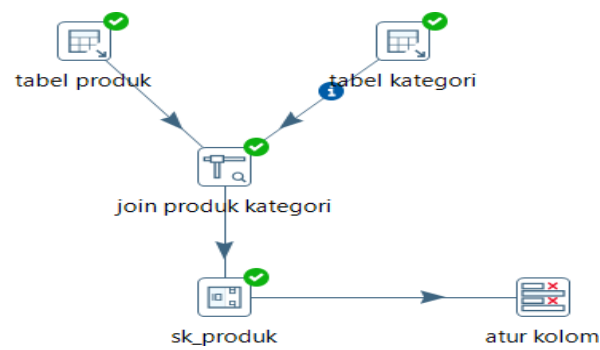 tabel produk
tabel kategori
join produk kategori
sk_produk
atur kolom